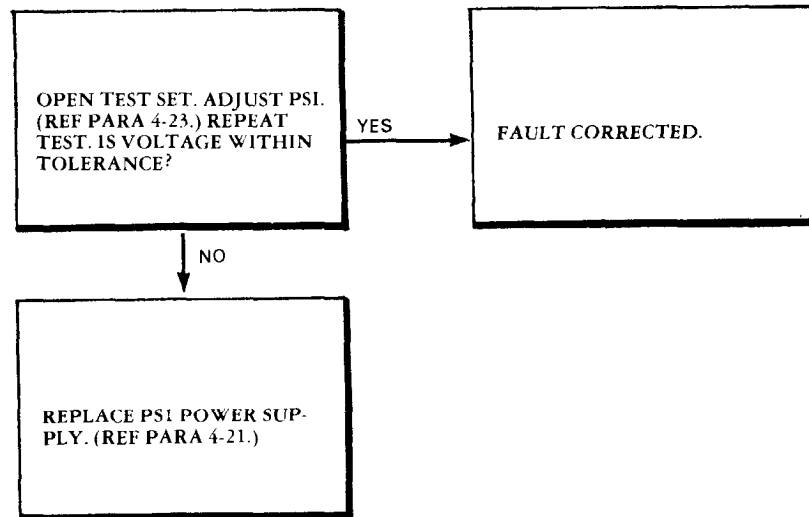 OPEN TEST SET. ADJUST PS1.
(REF PARA 4-23.) REPEAT
TEST. IS VOLTAGE WITHIN
TOLERANCE?
YES
FAULT CORRECTED.
NO
REPLACE PS1 POWER SUP-
PLY. (REF PARA 4-21.)